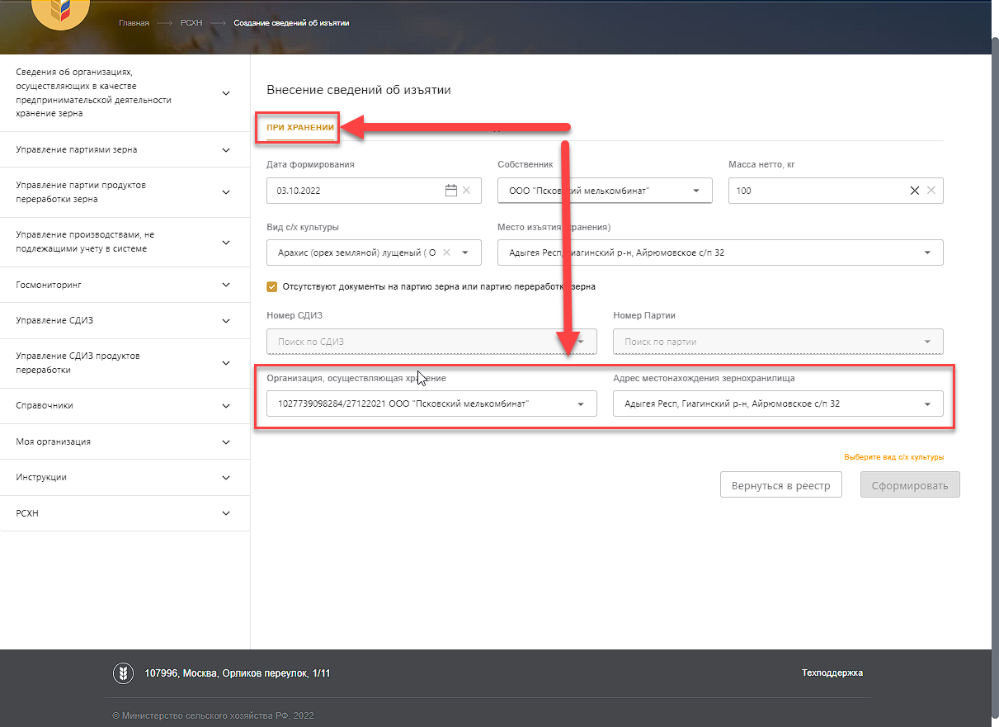 Главная
РСХН
Создание сведений об изъятии
Сведения об организациях,
осуществляющих в качестве
предпринимательской деятельности
хранение зерна
Управление партиями зерна
Управление партии продуктов
переработки зерна
Управление производствами, не
подлежащими учету в системе
Госмониторинг
Управление СДИЗ
Управление СДИЗ продуктов
переработки
Справочники
Моя организация
Инструкции
РСХН
Внесение сведений об изъятии
ПРИ ХРАНЕНИИ
Дата формирования
Собственник
Масса нетто, кг
03.10.2022
ООО "Псковский мелькомбинат"
100
Вид с/х культуры
Место изъятия (хранения)
Арахис (орех земляной) лущеный ( О
Адыгея Респ, Гиагинский р-н, Айрюмовское с/п 32
Отсутствуют документы на партию зерна или партию переработки зерна
Номер СДИЗ
Номер Партии
Поиск по СДИЗ
Поиск по партии
Организация, осуществляющая хранение
Адрес местонахождения зернохранилища
1027739098284/27122021 ООО "Псковский мелькомбинат"
Адыгея Респ, Гиагинский р-н, Айрюмовское с/п 32
Выберите вид с/х культуры
Вернуться в реестр
Сформировать
107996, Москва, Орликов переулок, 1/11
Техподдержка
© Министерство сельского хозяйства РФ, 2022